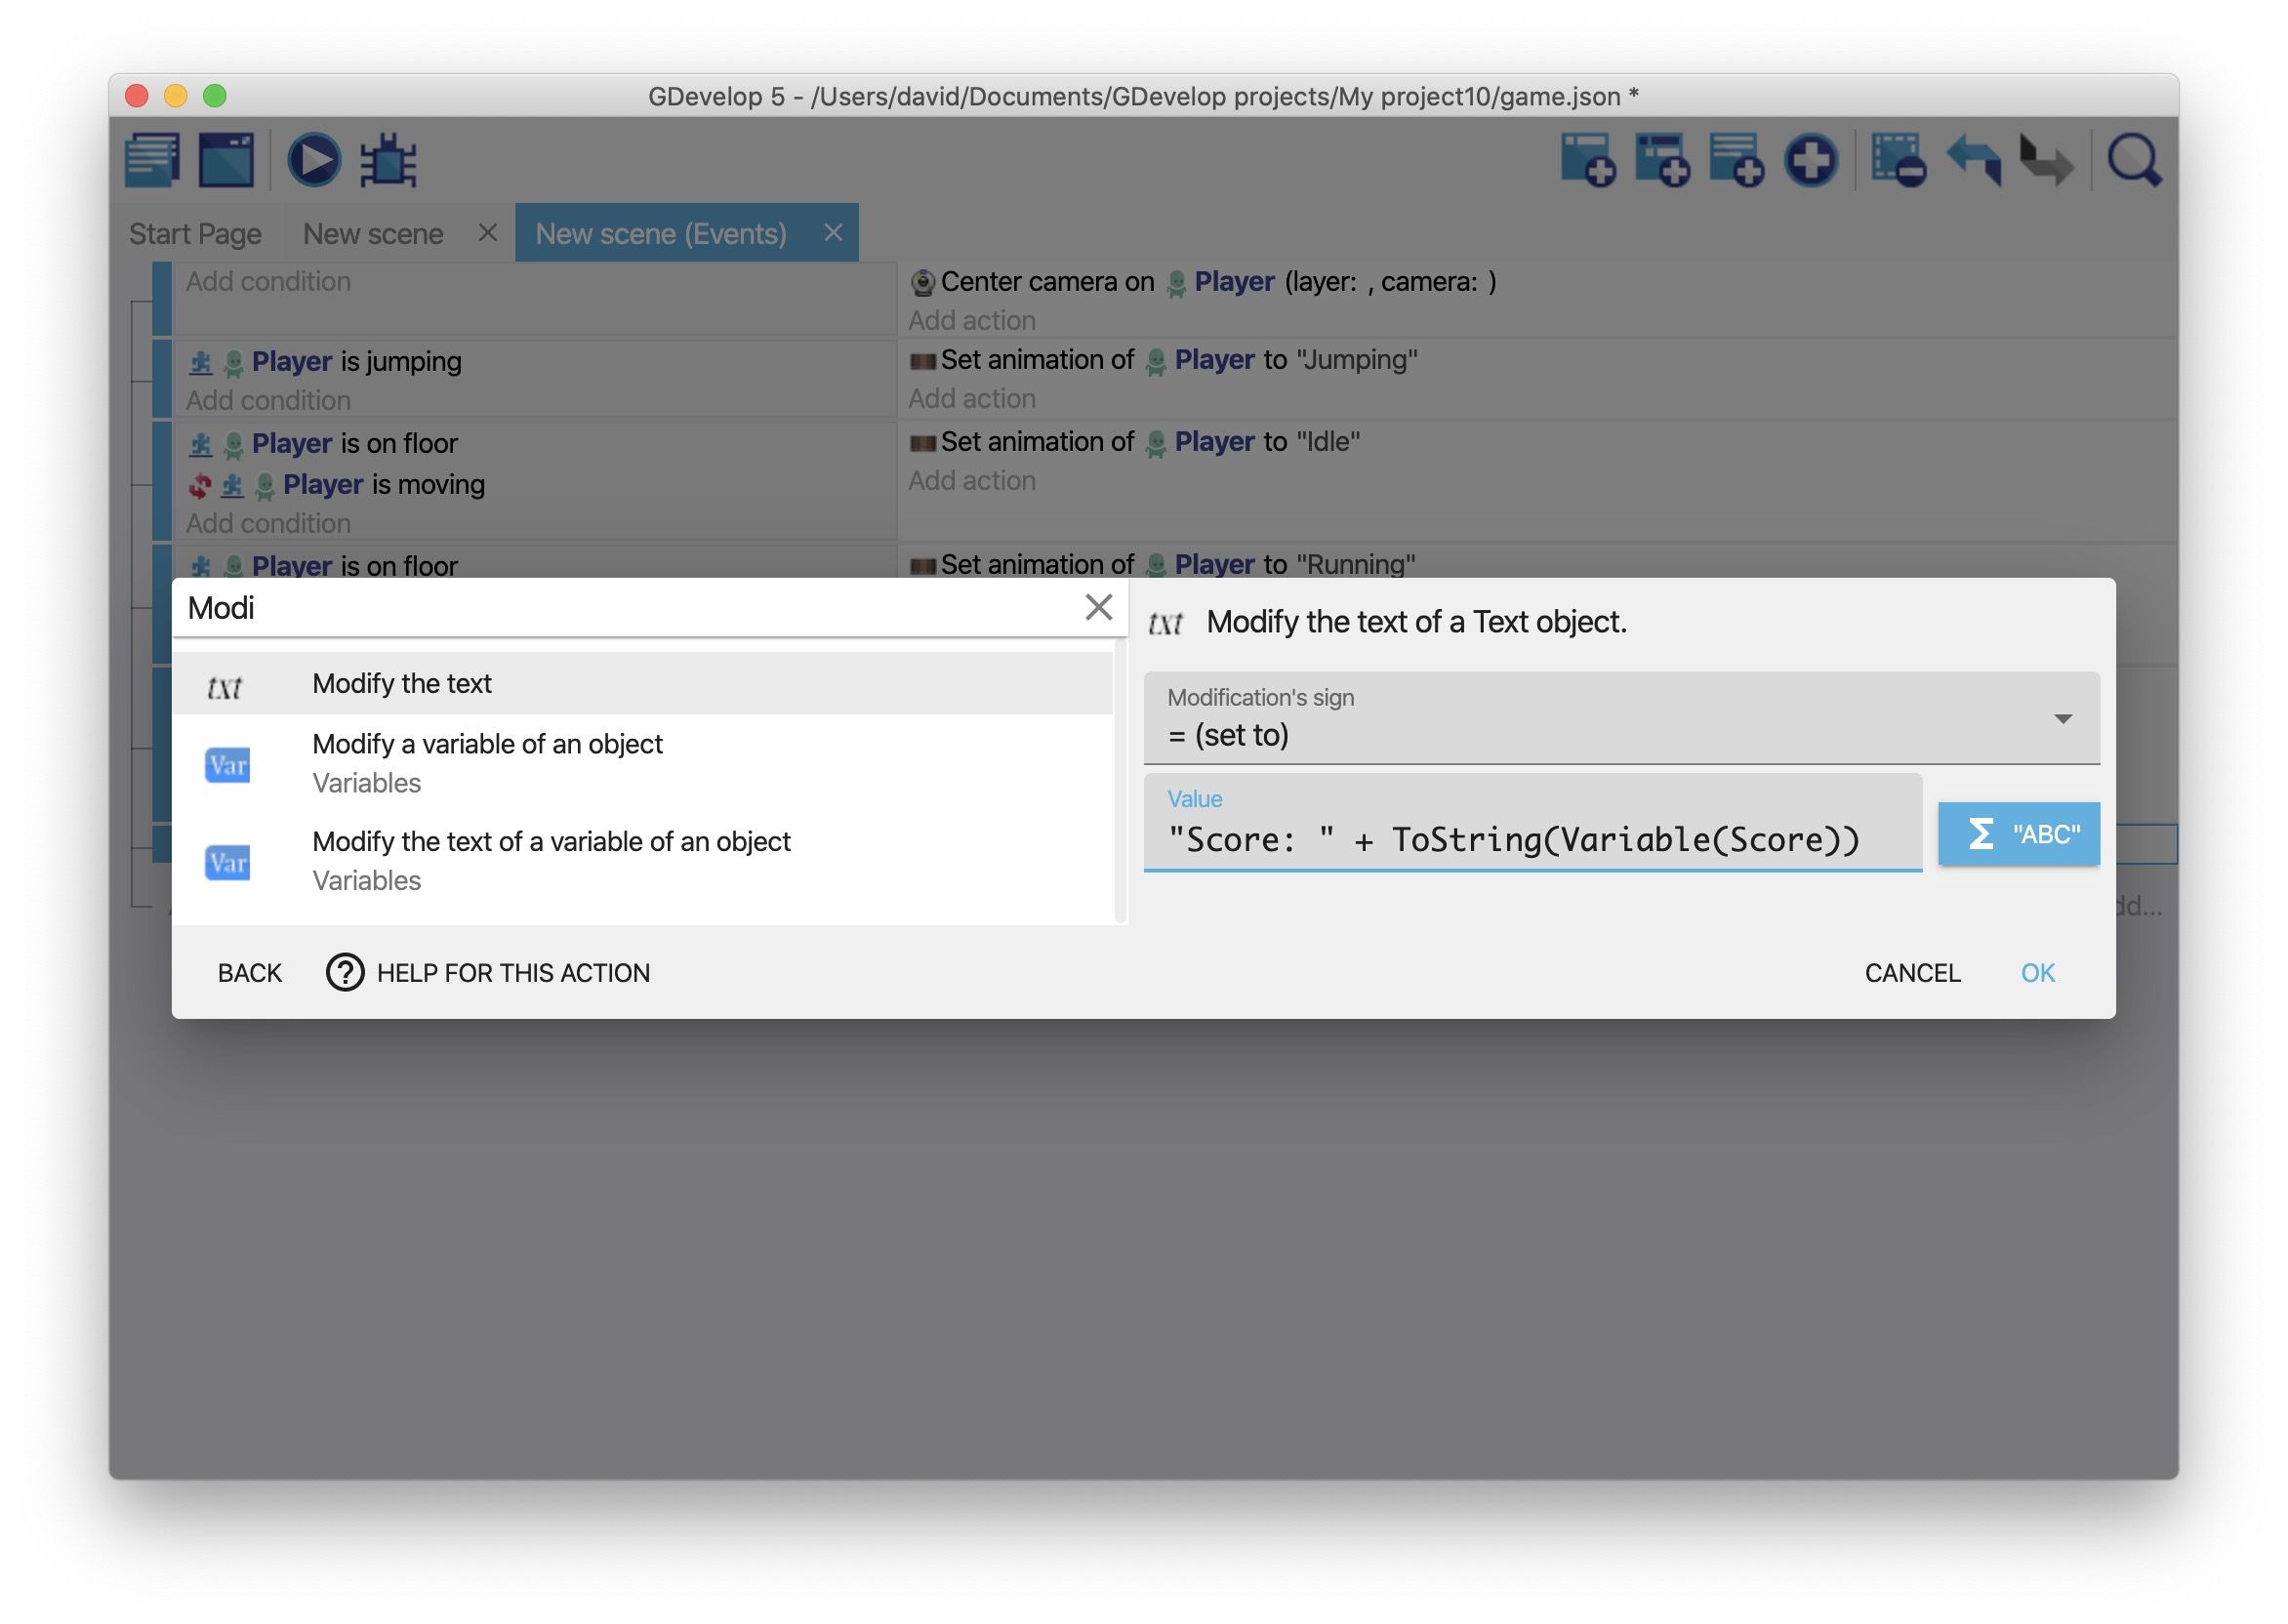 GDevelop 5 - /Users/david/Documents/GDevelop projects/My project10/game.json *
Start Page
New scene
New scene (Events)
Add condition
Center camera on Player (layer: , camera: )
Add action
Player is jumping
Add condition
Set animation of Player to "Jumping"
Add action
Player is on floor
Player is moving
Add condition
Set animation of Player to "Idle"
Add action
Player is on floor
Set animation of Player to "Running"
Modi
txt Modify the text
Var Modify a variable of an object
Variables
Var Modify the text of a variable of an object
Variables
txt Modify the text of a Text object.
Modification's sign
= (set to)
Value
"Score: " + ToString(Variable(Score))
Σ "ABC"
BACK
? HELP FOR THIS ACTION
CANCEL
OK